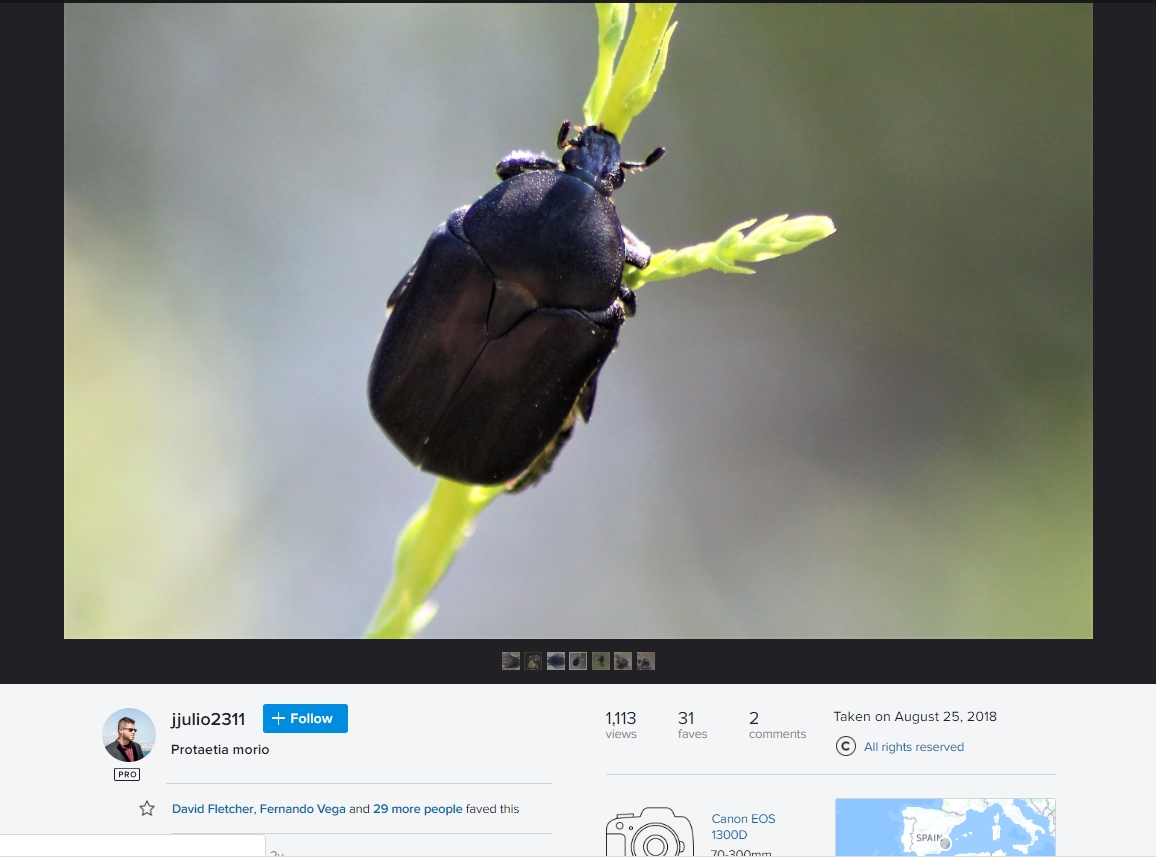 jjulio2311
Follow
Protaetia morio
PRO
David Fletcher, Fernando Vega and 29 more people faved this
2y
1,113
views
31
faves
2
comments
Taken on August 25, 2018
All rights reserved
Canon EOS
1300D
70-300mm
SPAIN